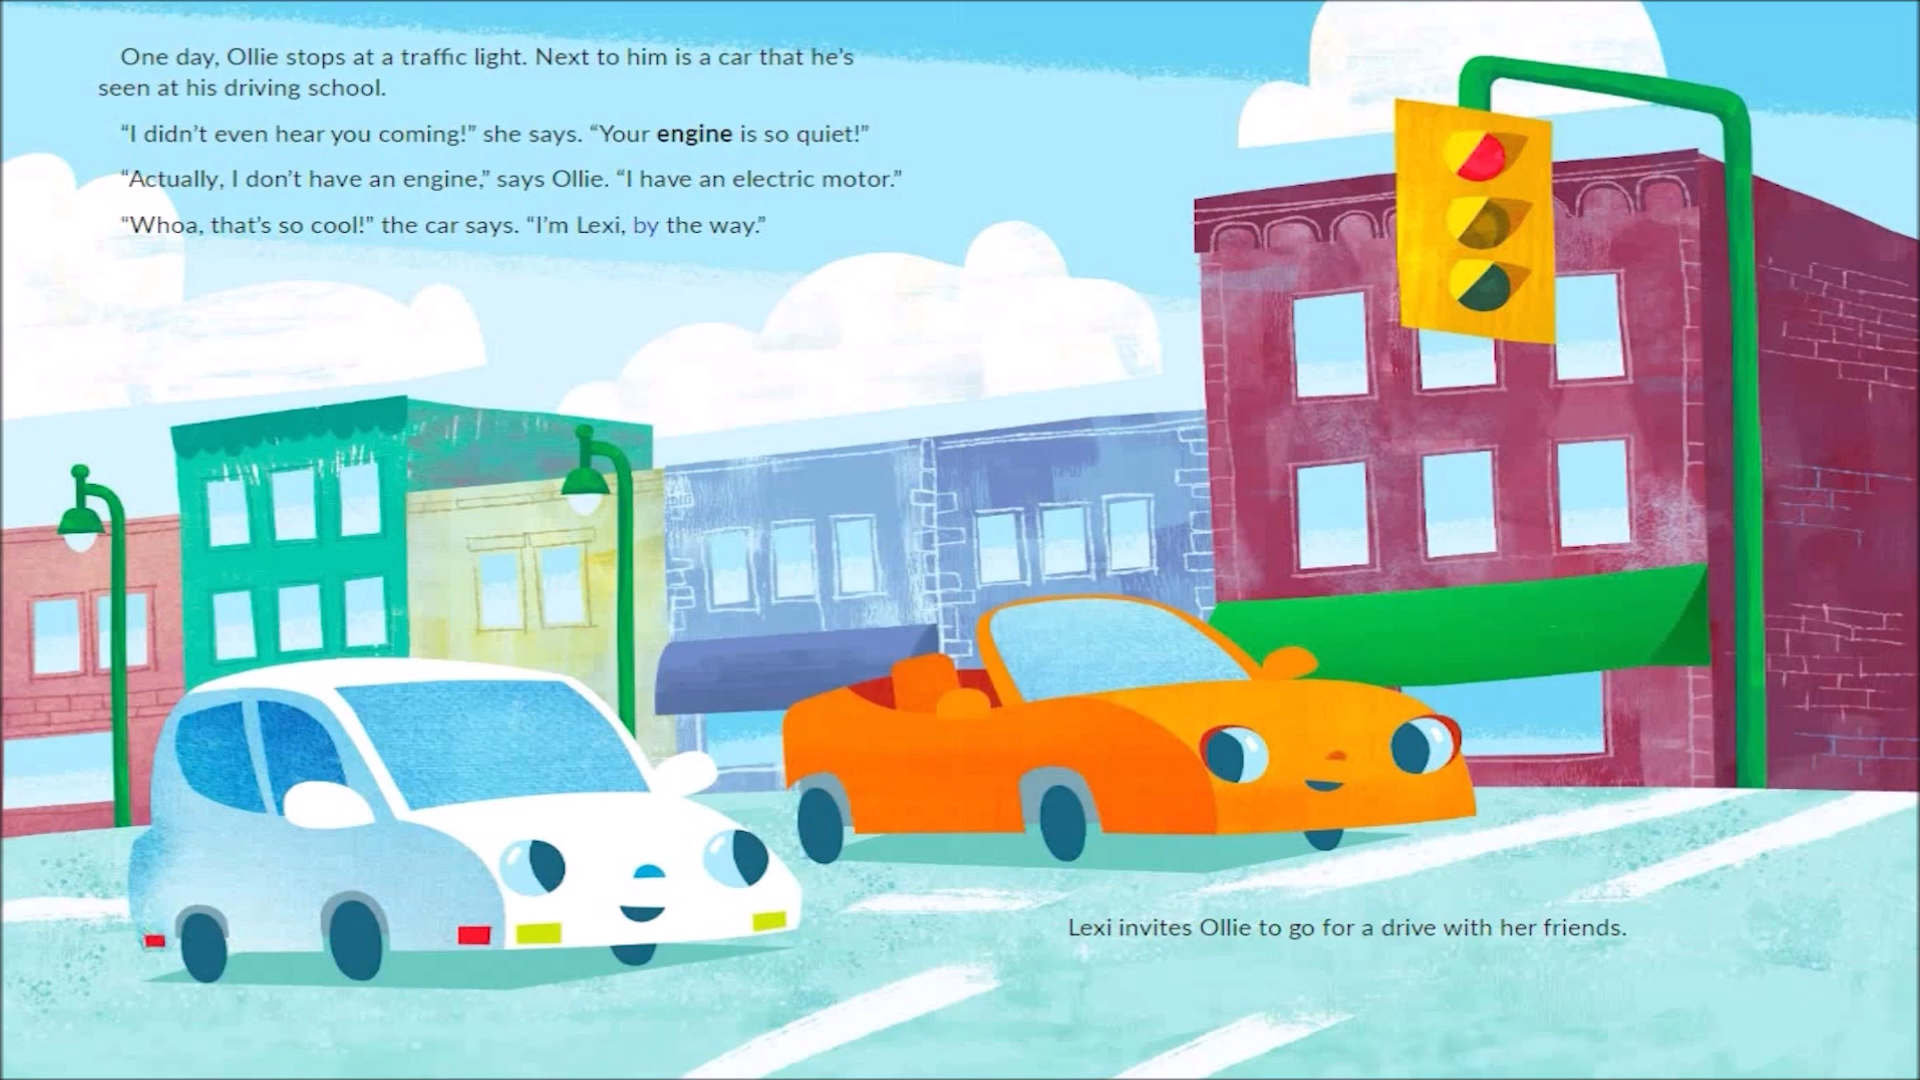 One day, Ollie stops at a traffic light. Next to him is a car that he’s
seen at his driving school.
“I didn’t even hear you coming!” she says. “Your engine is so quiet!”
“Actually, I don’t have an engine,” says Ollie. “I have an electric motor.”
“Whoa, that’s so cool!” the car says. “I’m Lexi, by the way.”
Lexi invites Ollie to go for a drive with her friends.